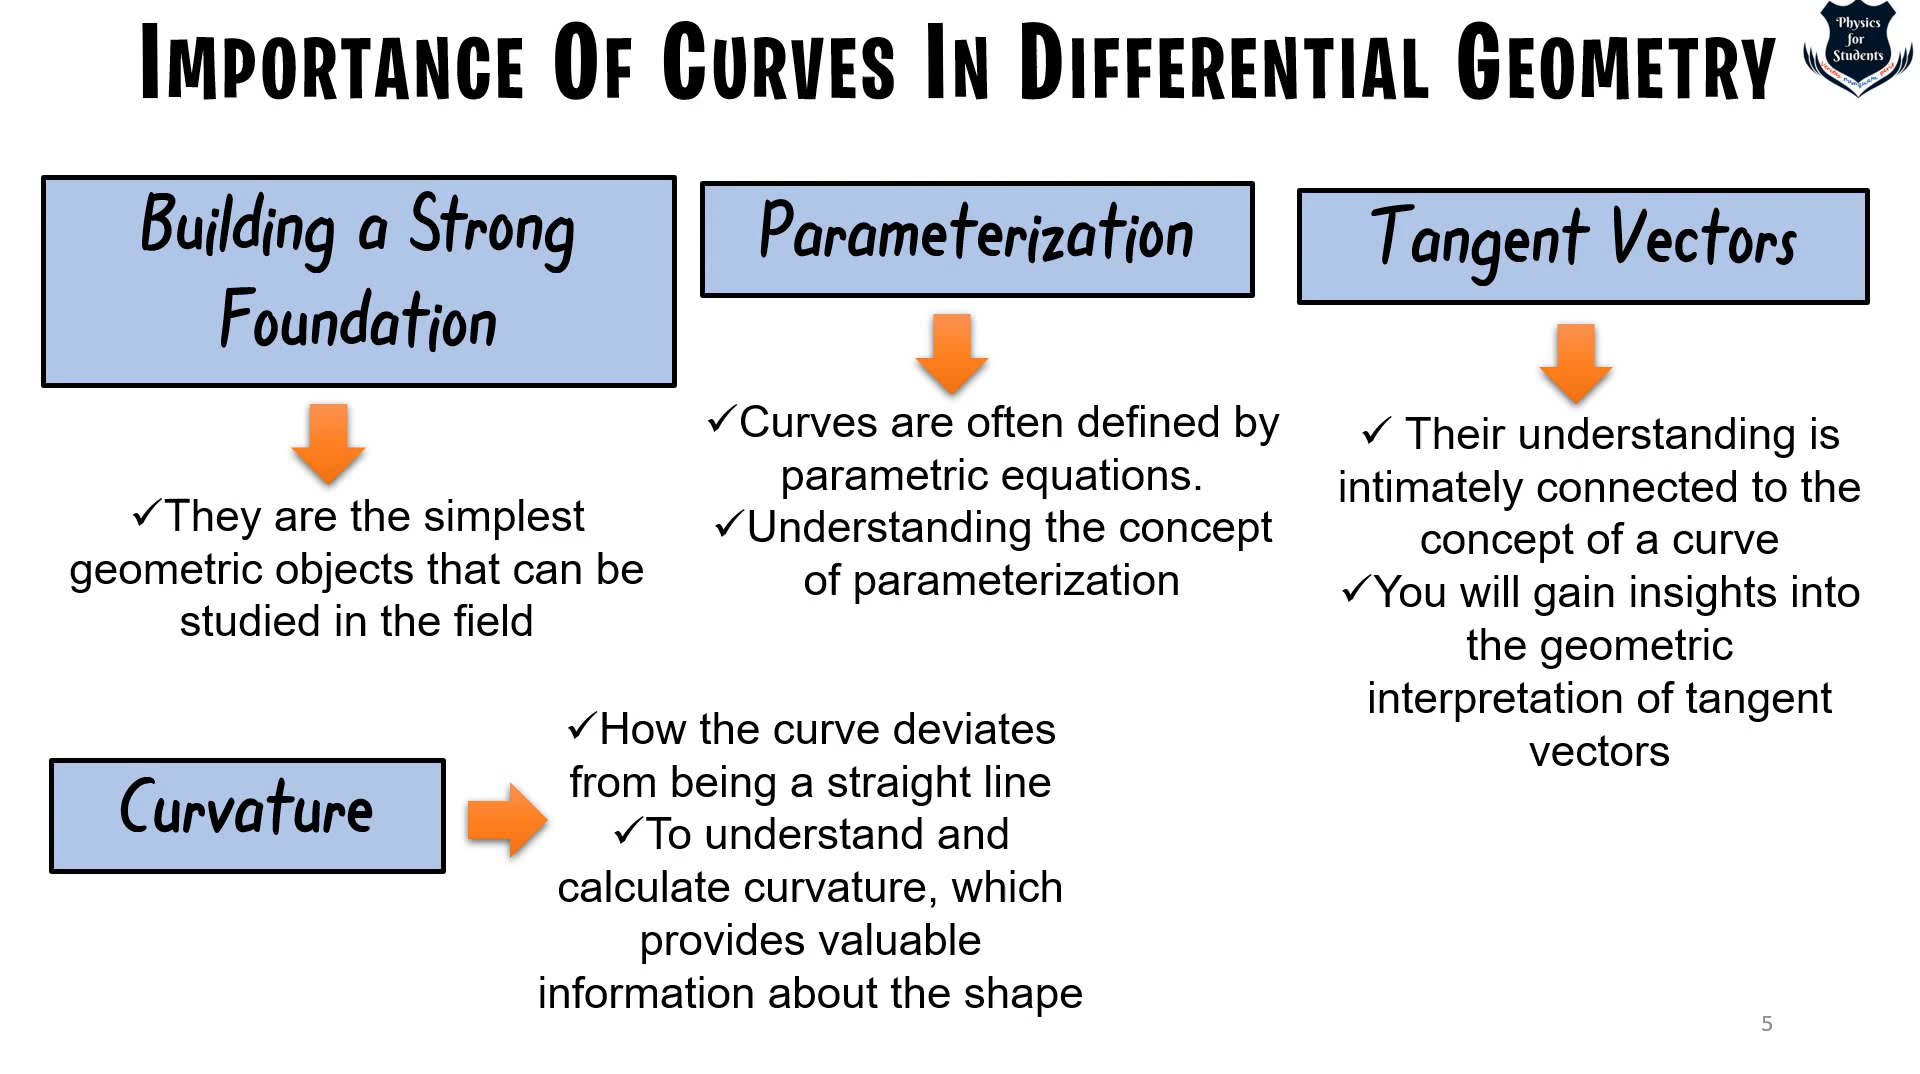 IMPORTANCE OF CURVES IN DIFFERENTIAL GEOMETRY
Physics
for
Students
Building a Strong
Foundation
✓They are the simplest
geometric objects that can be
studied in the field
Parameterization
✓Curves are often defined by
parametric equations.
✓Understanding the concept
of parameterization
Tangent Vectors
✓ Their understanding is
intimately connected to the
concept of a curve
✓You will gain insights into
the geometric
interpretation of tangent
vectors
Curvature
✓How the curve deviates
from being a straight line
✓To understand and
calculate curvature, which
provides valuable
information about the shape
5